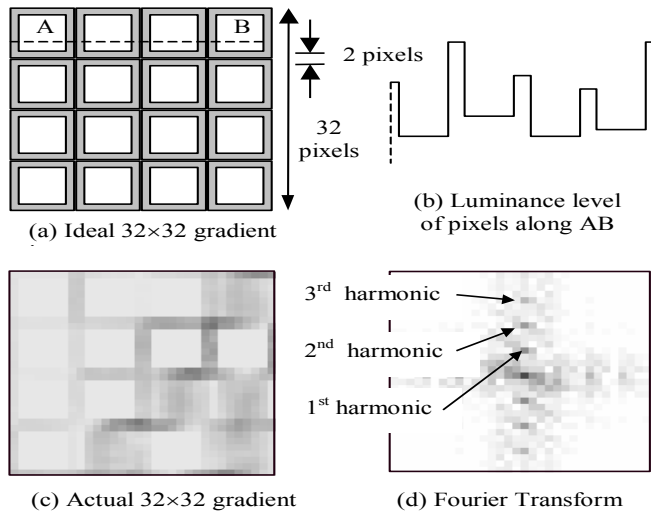 A B
2 pixels
32
pixels
(a) Ideal 32×32 gradient
(b) Luminance level
of pixels along AB
3rd harmonic
2nd harmonic
1st harmonic
(c) Actual 32×32 gradient
(d) Fourier Transform